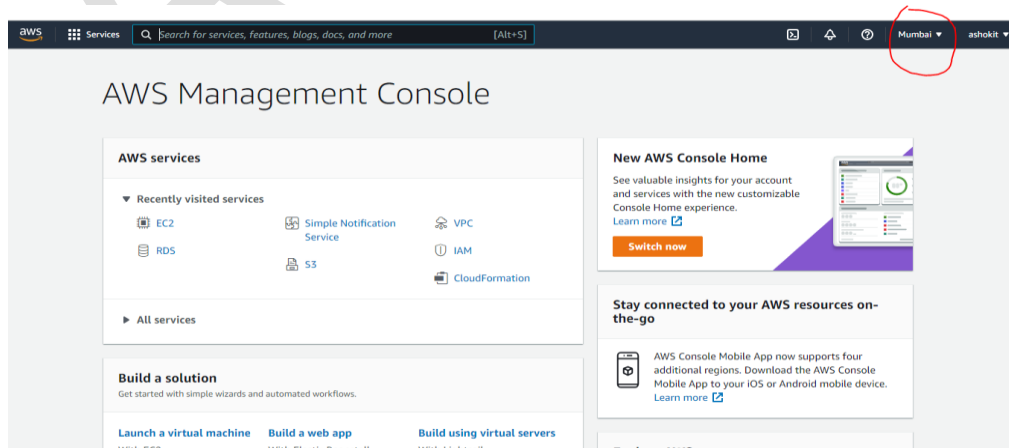 aws
Services
Search for services, features, blogs, docs, and more [Alt+S]
Mumbai ▼
ashokit ▼
AWS Management Console
AWS services
▼ Recently visited services
EC2
RDS
Simple Notification
Service
S3
VPC
IAM
CloudFormation
▶ All services
Build a solution
Get started with simple wizards and automated workflows.
Launch a virtual machine
Build a web app
Build using virtual servers
New AWS Console Home
See valuable insights for your account
and services with the new customizable
Console Home experience.
Learn more
Switch now
Stay connected to your AWS resources on-
the-go
AWS Console Mobile App now supports four
additional regions. Download the AWS Console
Mobile App to your iOS or Android mobile device.
Learn more